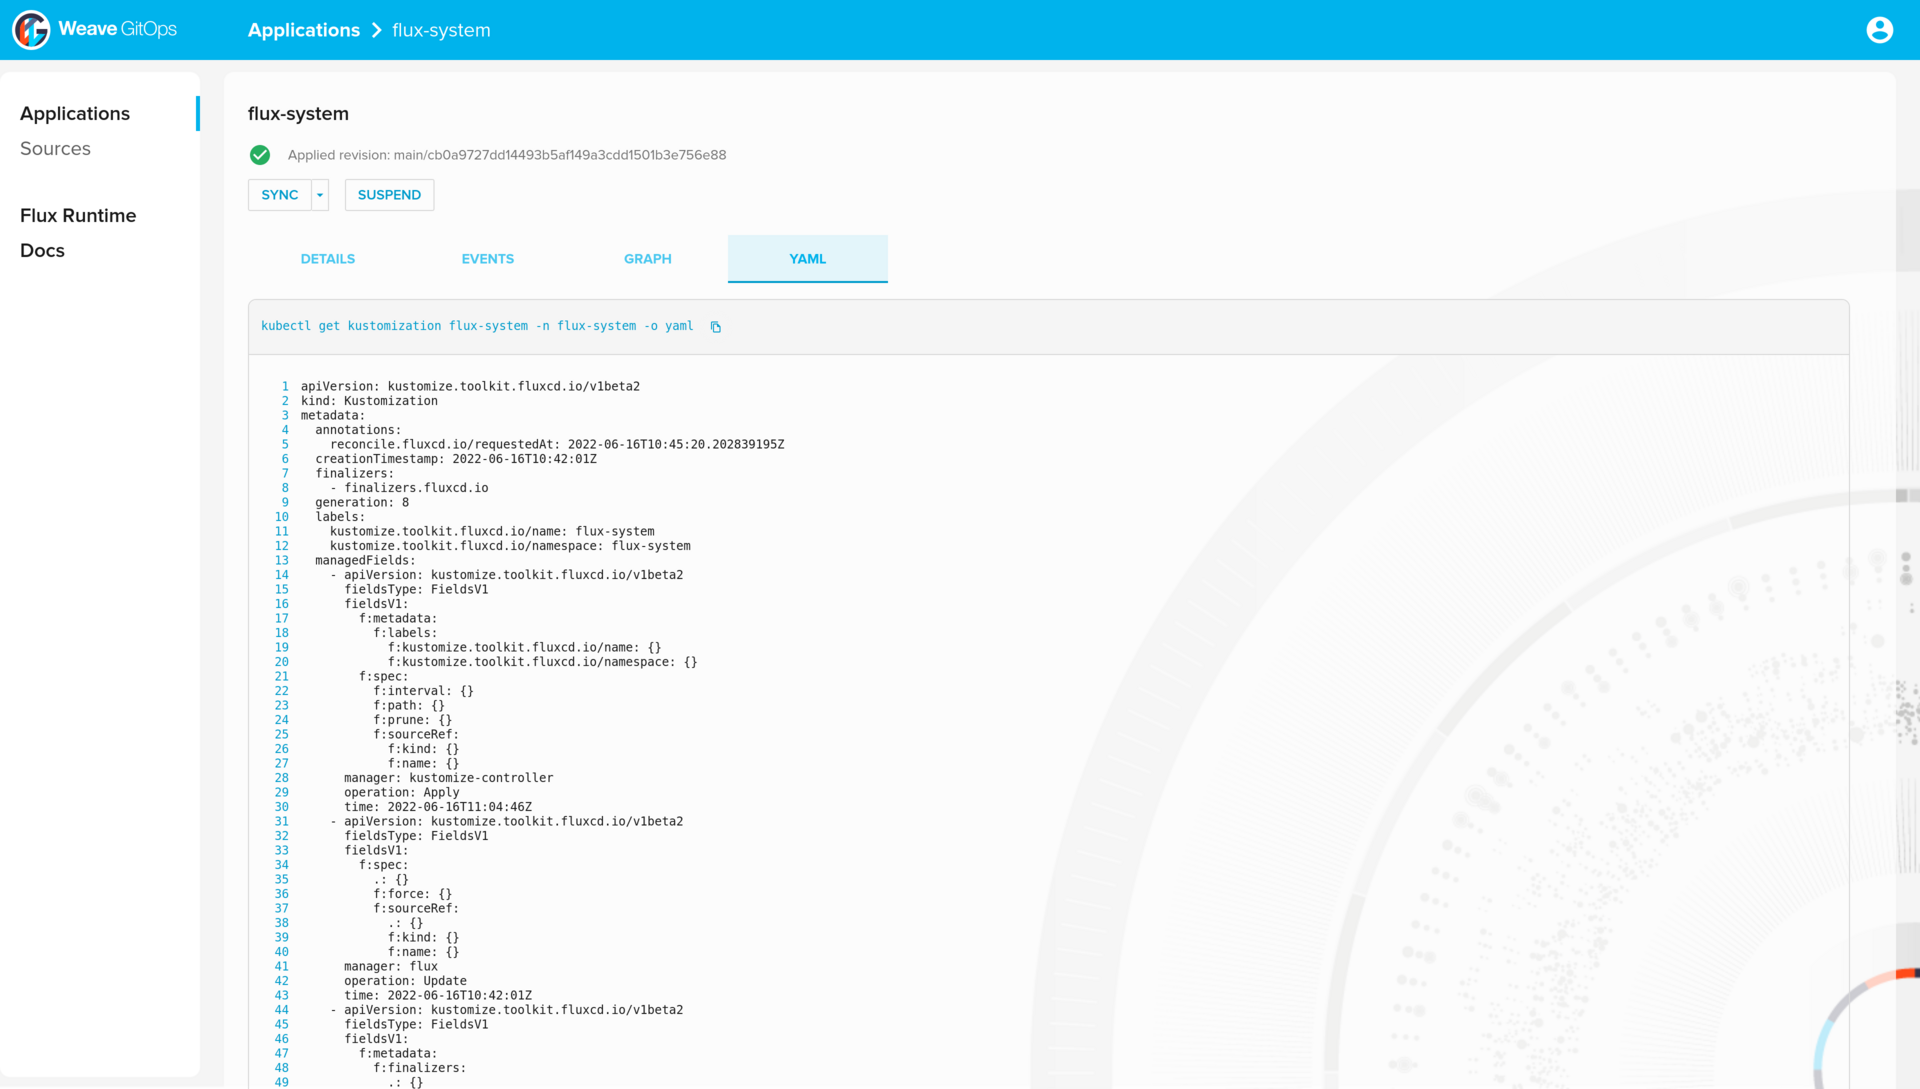 Weave GitOps
Applications > flux-system
Applications
Sources
Flux Runtime
Docs
flux-system
Applied revision: main/cb0a9727dd14493b5af149a3cdd1501b3e756e88
SYNC
SUSPEND
DETAILS EVENTS GRAPH YAML
kubectl get kustomization flux-system -n flux-system -o yaml
1 apiVersion: kustomize.toolkit.fluxcd.io/v1beta2
2 kind: Kustomization
3 metadata:
4   annotations:
5     reconcile.fluxcd.io/requestedAt: 2022-06-16T10:45:20.202839195Z
6   creationTimestamp: 2022-06-16T10:42:01Z
7   finalizers:
8     - finalizers.fluxcd.io
9   generation: 8
10   labels:
11     kustomize.toolkit.fluxcd.io/name: flux-system
12     kustomize.toolkit.fluxcd.io/namespace: flux-system
13   managedFields:
14     - apiVersion: kustomize.toolkit.fluxcd.io/v1beta2
15       fieldsType: FieldsV1
16       fieldsV1:
17         f:metadata:
18           f:labels:
19             f:kustomize.toolkit.fluxcd.io/name: {}
20             f:kustomize.toolkit.fluxcd.io/namespace: {}
21         f:spec:
22           f:interval: {}
23           f:path: {}
24           f:prune: {}
25           f:sourceRef:
26             f:kind: {}
27             f:name: {}
28       manager: kustomize-controller
29       operation: Apply
30       time: 2022-06-16T11:04:46Z
31     - apiVersion: kustomize.toolkit.fluxcd.io/v1beta2
32       fieldsType: FieldsV1
33       fieldsV1:
34         f:spec:
35           .: {}
36           f:force: {}
37           f:sourceRef:
38             .: {}
39             f:kind: {}
40             f:name: {}
41       manager: flux
42       operation: Update
43       time: 2022-06-16T10:42:01Z
44     - apiVersion: kustomize.toolkit.fluxcd.io/v1beta2
45       fieldsType: FieldsV1
46       fieldsV1:
47         f:metadata:
48           f:finalizers:
49             .: {}